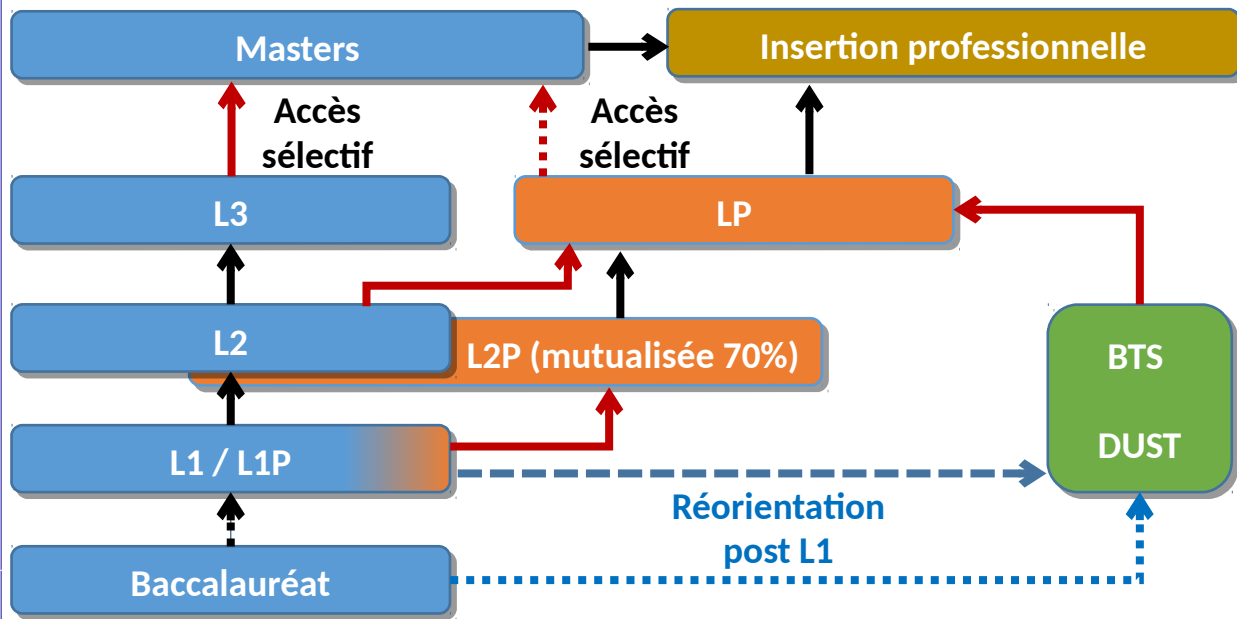 Masters
Insertion professionnelle
Accès
sélectif
Accès
sélectif
L3
LP
L2
L2P (mutualisée 70%)
BTS
DUST
L1 / L1P
Réorientation
post L1
Baccalauréat